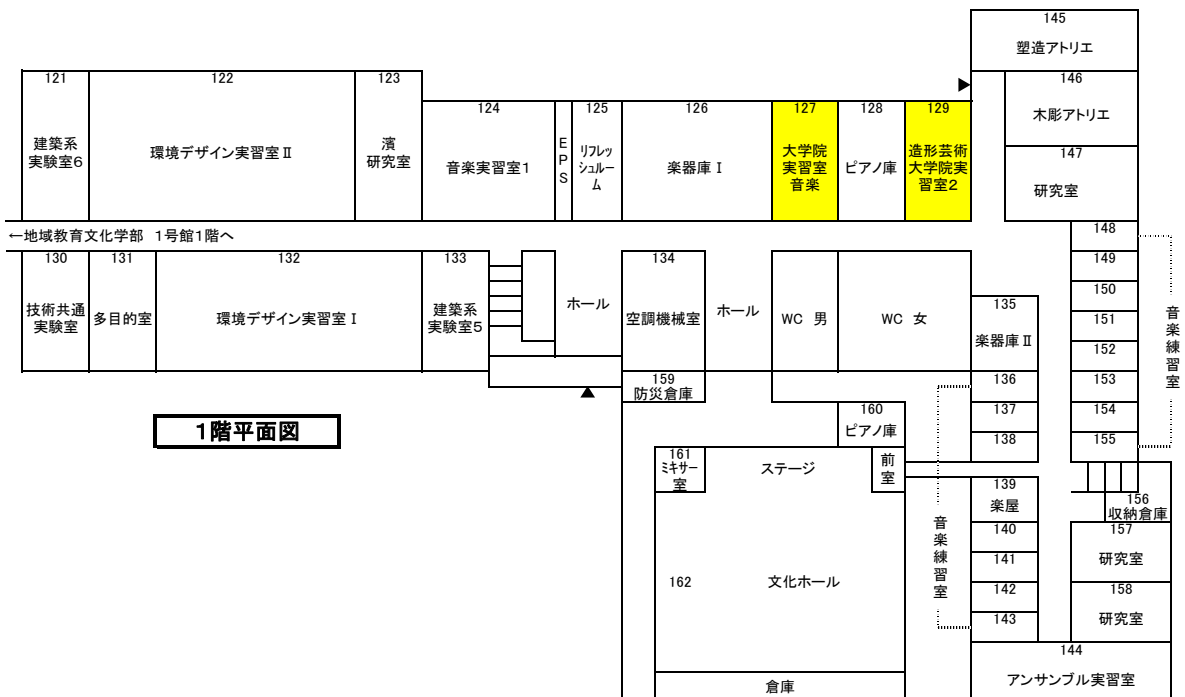 145
塑造アトリエ
121
122
123
146
124
125
126
127
128
129
木彫アトリエ
建築系
実験室6
環境デザイン実習室Ⅱ
濱
研究室
音楽実習室1
EPS
リフレッ
シュルー
ム
楽器庫Ⅰ
大学院
実習室
音楽
ピアノ庫
造形芸術
大学院実
習室2
147
研究室
←地域教育文化学部 1号館1階へ
148
130
131
132
133
134
149
150
技術共通
実験室
多目的室
環境デザイン実習室Ⅰ
建築系
実験室5
ホール
空調機械室
ホール
WC 男
WC 女
135
楽器庫Ⅱ
151
152
音楽練習室
159
防災倉庫
136
153
1階平面図
160
ピアノ庫
137
154
138
155
161
ミキサー
室
ステージ
前
室
139
楽屋
156
収納倉庫
音楽練習室
140
157
研究室
141
162
文化ホール
142
158
研究室
143
144
アンサンブル実習室
倉庫